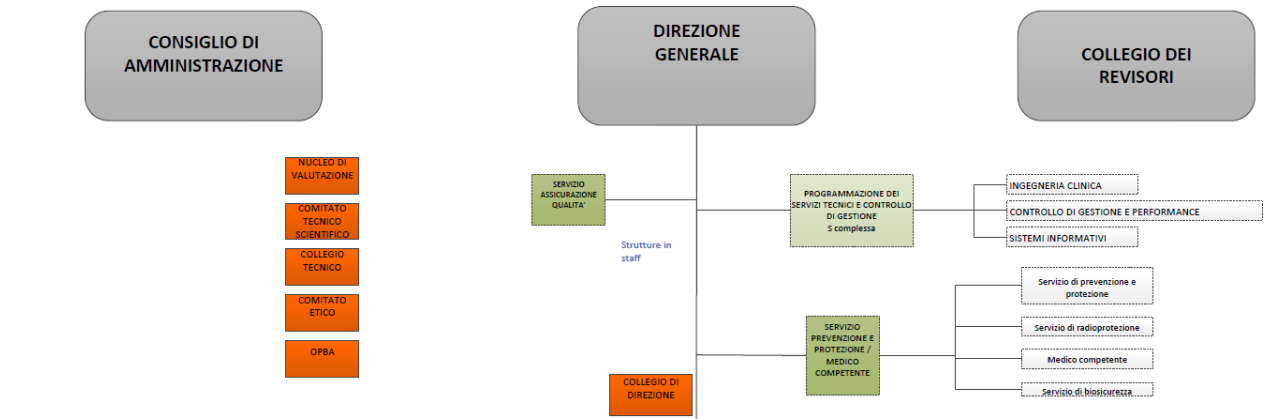 CONSIGLIO DI
AMMINISTRAZIONE
DIREZIONE
GENERALE
COLLEGIO DEI
REVISORI
NUCLEO DI
VALUTAZIONE
COMITATO
TECNICO
SCIENTIFICO
COLLEGIO
TECNICO
COMITATO
ETICO
OPBA
SERVIZIO
ASSICURAZIONE
QUALITA'
Strutture in
staff
COLLEGIO DI
DIREZIONE
PROGRAMMAZIONE DEI
SERVIZI TECNICI E CONTROLLO
DI GESTIONE
S complessa
INGEGNERIA CLINICA
CONTROLLO DI GESTIONE E PERFORMANCE
SISTEMI INFORMATIVI
SERVIZIO
PREVENZIONE E
PROTEZIONE /
MEDICO
COMPETENTE
Servizio di prevenzione e
protezione
Servizio di radioprotezione
Medico competente
Servizio di biosicurezza